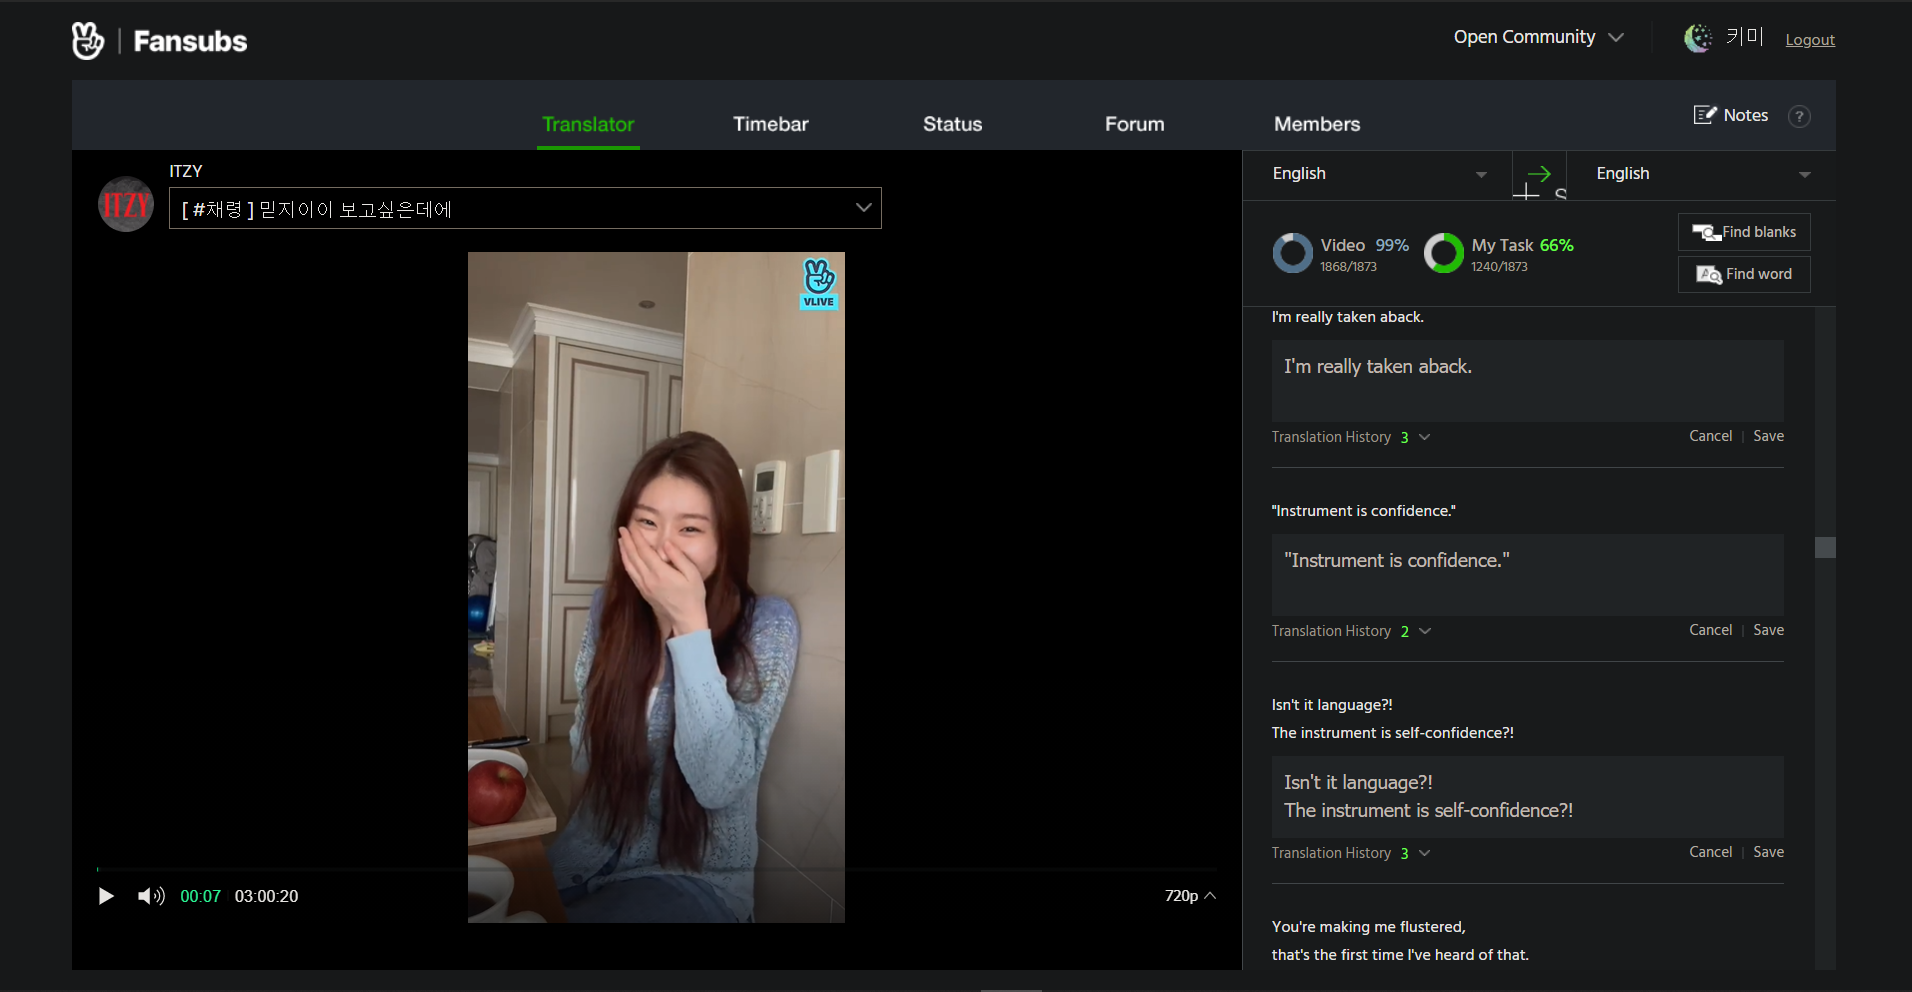 Fansubs
Open Community
키미
Logout
Translator
Timebar
Status
Forum
Members
Notes
?
ITZY
ITZY
[ #채령 ] 믿지이이 보고싶은데에
VLIVE
00:07
03:00:20
720p
English
English
S
Video 99%
1868/1873
My Task 66%
1240/1873
Find blanks
Find word
I'm really taken aback.
I'm really taken aback.
Translation History 3
Cancel | Save
"Instrument is confidence."
"Instrument is confidence."
Translation History 2
Cancel | Save
Isn't it language?!
The instrument is self-confidence?!
Isn't it language?!
The instrument is self-confidence?!
Translation History 3
Cancel | Save
You're making me flustered,
that's the first time I've heard of that.